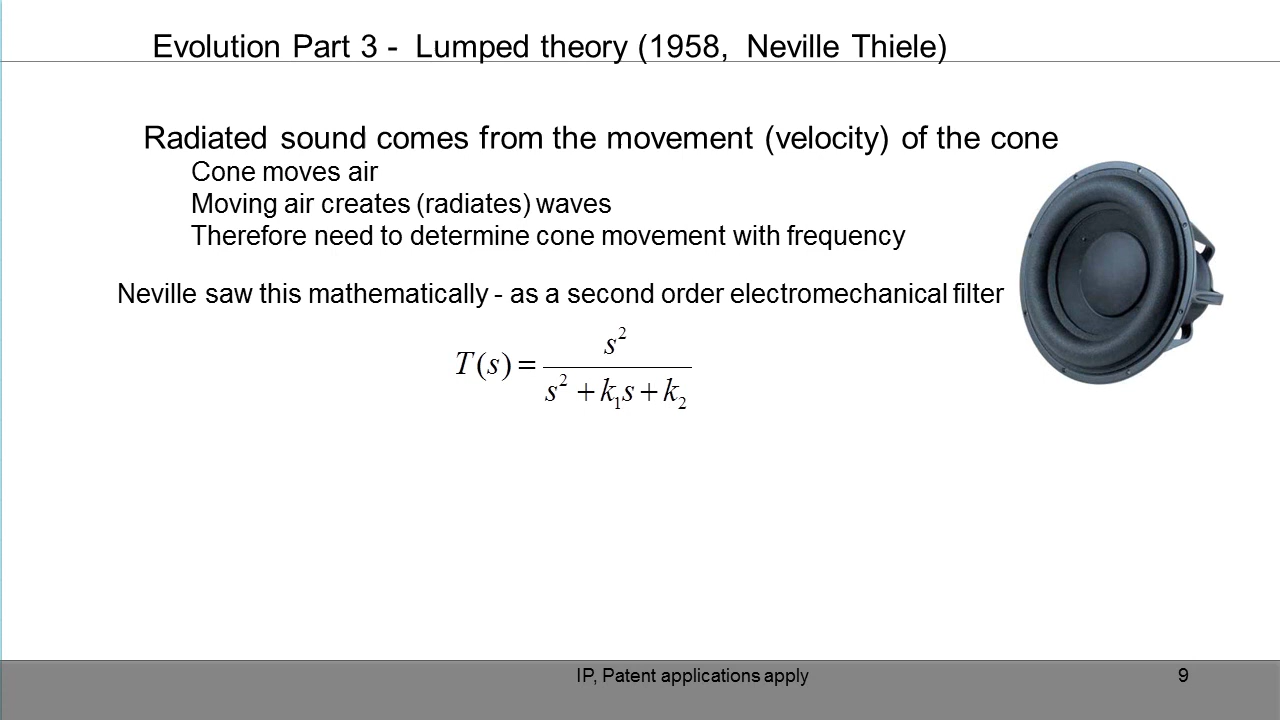 Evolution Part 3 -  Lumped theory (1958,  Neville Thiele)
Radiated sound comes from the movement (velocity) of the cone
Cone moves air
Moving air creates (radiates) waves
Therefore need to determine cone movement with frequency
Neville saw this mathematically - as a second order electromechanical filter
T(s) = s² / (s² + k₁s + k₂)
IP, Patent applications apply
9